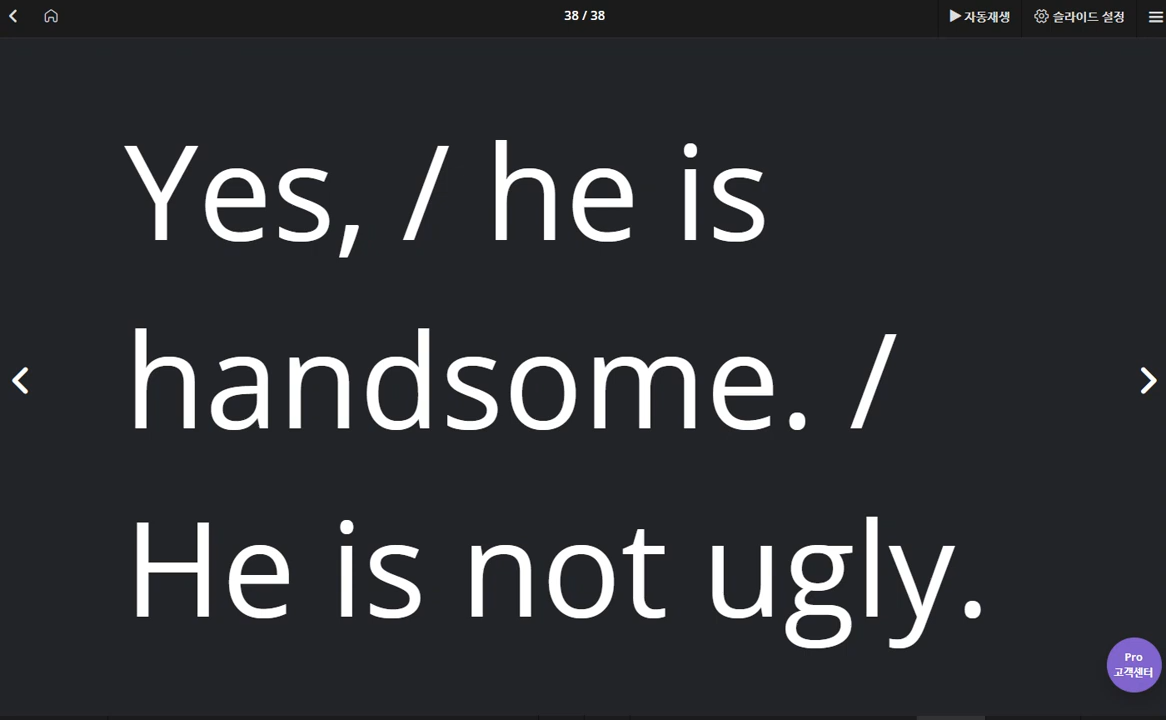 38 / 38
자동재생
슬라이드 설정
Yes, / he is
handsome. /
He is not ugly.
Pro
고객센터